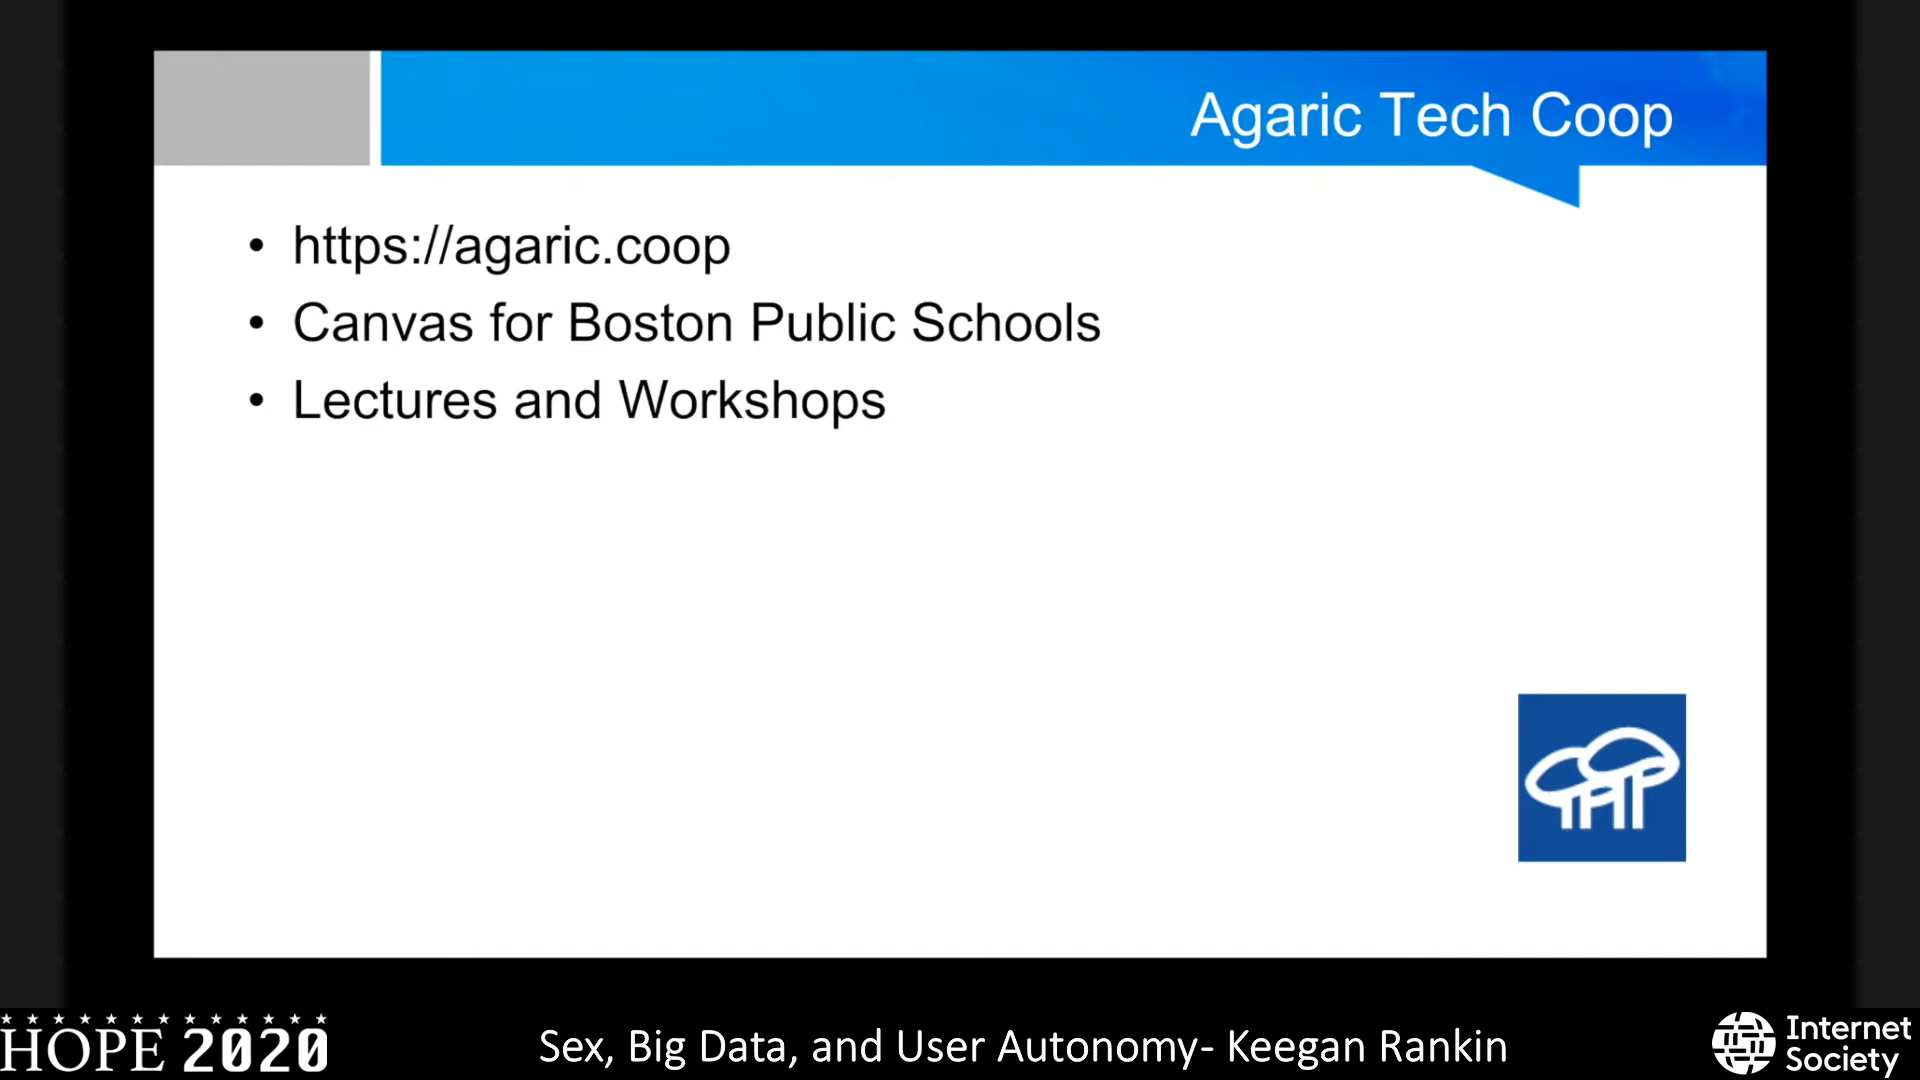 Agaric Tech Coop
• https://agaric.coop
• Canvas for Boston Public Schools
• Lectures and Workshops
HOPE 2020
Sex, Big Data, and User Autonomy- Keegan Rankin
Internet
Society